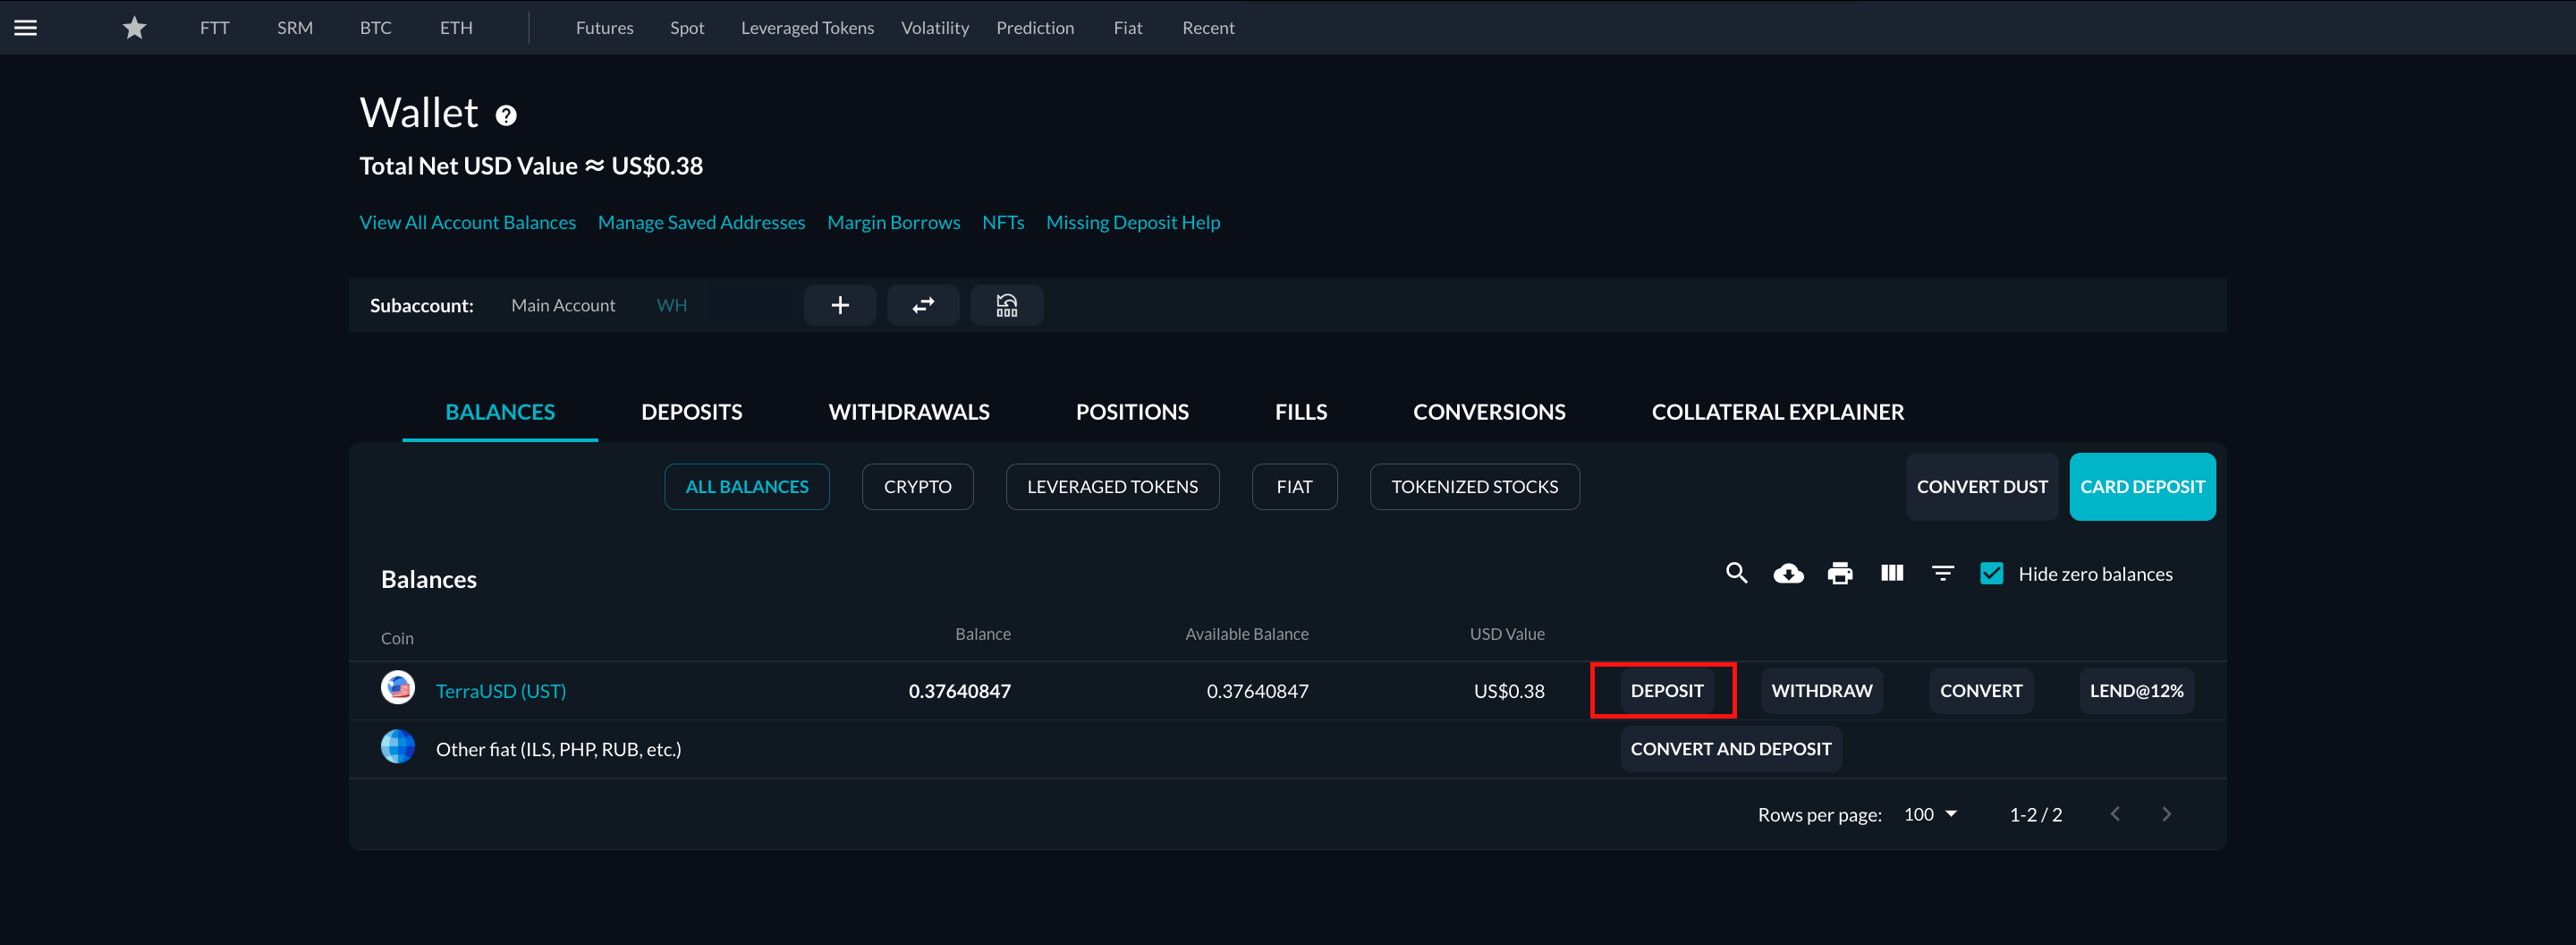 FTT SRM BTC ETH Futures Spot Leveraged Tokens Volatility Prediction Fiat Recent
Wallet ?
Total Net USD Value ≈ US$0.38
View All Account Balances Manage Saved Addresses Margin Borrows NFTs Missing Deposit Help
Subaccount: Main Account WH
BALANCES DEPOSITS WITHDRAWALS POSITIONS FILLS CONVERSIONS COLLATERAL EXPLAINER
ALL BALANCES CRYPTO LEVERAGED TOKENS FIAT TOKENIZED STOCKS CONVERT DUST CARD DEPOSIT
Balances Hide zero balances
Coin Balance Available Balance USD Value
TerraUSD (UST) 0.37640847 0.37640847 US$0.38 DEPOSIT WITHDRAW CONVERT LEND@12%
Other fiat (ILS, PHP, RUB, etc.) CONVERT AND DEPOSIT
Rows per page: 100 1-2 / 2